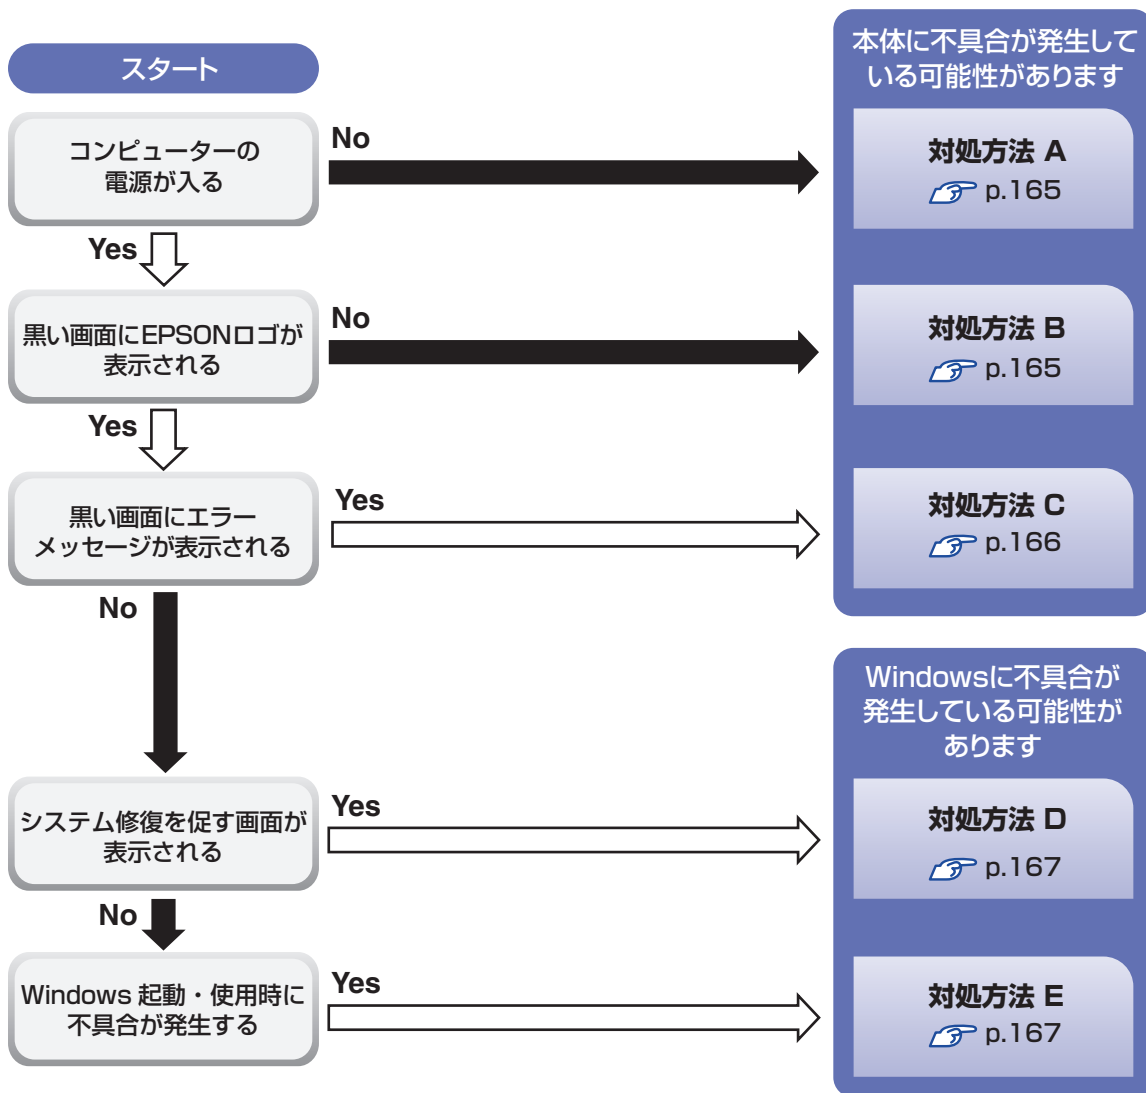 スタート
コンピューターの
電源が入る
No
Yes
黒い画面にEPSONロゴが
表示される
No
Yes
黒い画面にエラー
メッセージが表示される
Yes
No
システム修復を促す画面が
表示される
Yes
No
Windows 起動・使用時に
不具合が発生する
Yes
本体に不具合が発生して
いる可能性があります
対処方法 A
p.165
対処方法 B
p.165
対処方法 C
p.166
Windowsに不具合が
発生している可能性が
あります
対処方法 D
p.167
対処方法 E
p.167